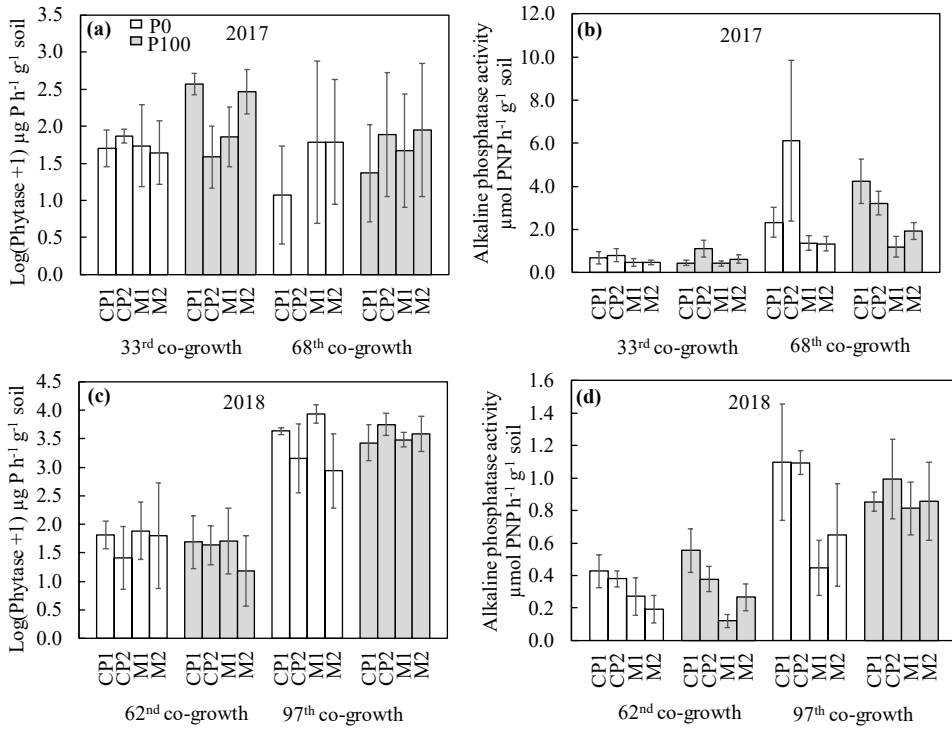 (a)
P0
P100
2017
Log(Phytase +1) µg P h⁻¹ g⁻¹ soil
3.5
3.0
2.5
2.0
1.5
1.0
0.5
0.0
CP1 CP2 M1 M2 CP1 CP2 M1 M2 CP1 CP2 M1 M2 CP1 CP2 M1 M2
33rd co-growth 68th co-growth
(b)
2017
Alkaline phosphatase activity
µmol PNP h⁻¹ g⁻¹ soil
12.0
10.0
8.0
6.0
4.0
2.0
0.0
CP1 CP2 M1 M2 CP1 CP2 M1 M2 CP1 CP2 M1 M2 CP1 CP2 M1 M2
33rd co-growth 68th co-growth
(c)
2018
Log(Phytase +1) µg P h⁻¹ g⁻¹ soil
4.5
4.0
3.5
3.0
2.5
2.0
1.5
1.0
0.5
0.0
CP1 CP2 M1 M2 CP1 CP2 M1 M2 CP1 CP2 M1 M2 CP1 CP2 M1 M2
62nd co-growth 97th co-growth
(d)
2018
Alkaline phosphatase activity
µmol PNP h⁻¹ g⁻¹ soil
1.6
1.4
1.2
1.0
0.8
0.6
0.4
0.2
0.0
CP1 CP2 M1 M2 CP1 CP2 M1 M2 CP1 CP2 M1 M2 CP1 CP2 M1 M2
62nd co-growth 97th co-growth